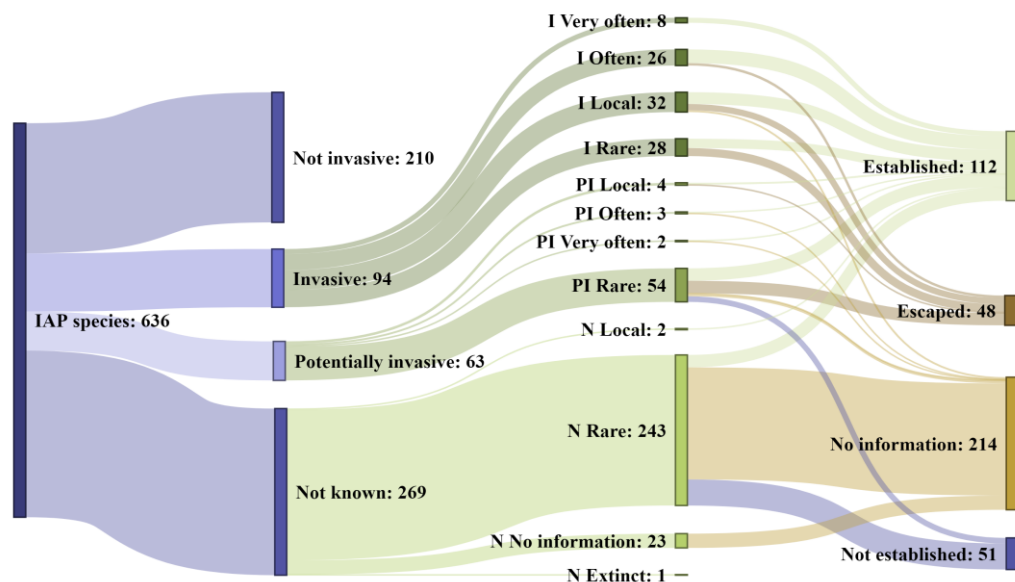 IAP species: 636
Not invasive: 210
Invasive: 94
Potentially invasive: 63
Not known: 269
I Very often: 8
I Often: 26
I Local: 32
I Rare: 28
PI Local: 4
PI Often: 3
PI Very often: 2
PI Rare: 54
N Local: 2
N Rare: 243
N No information: 23
N Extinct: 1
Established: 112
Escaped: 48
No information: 214
Not established: 51